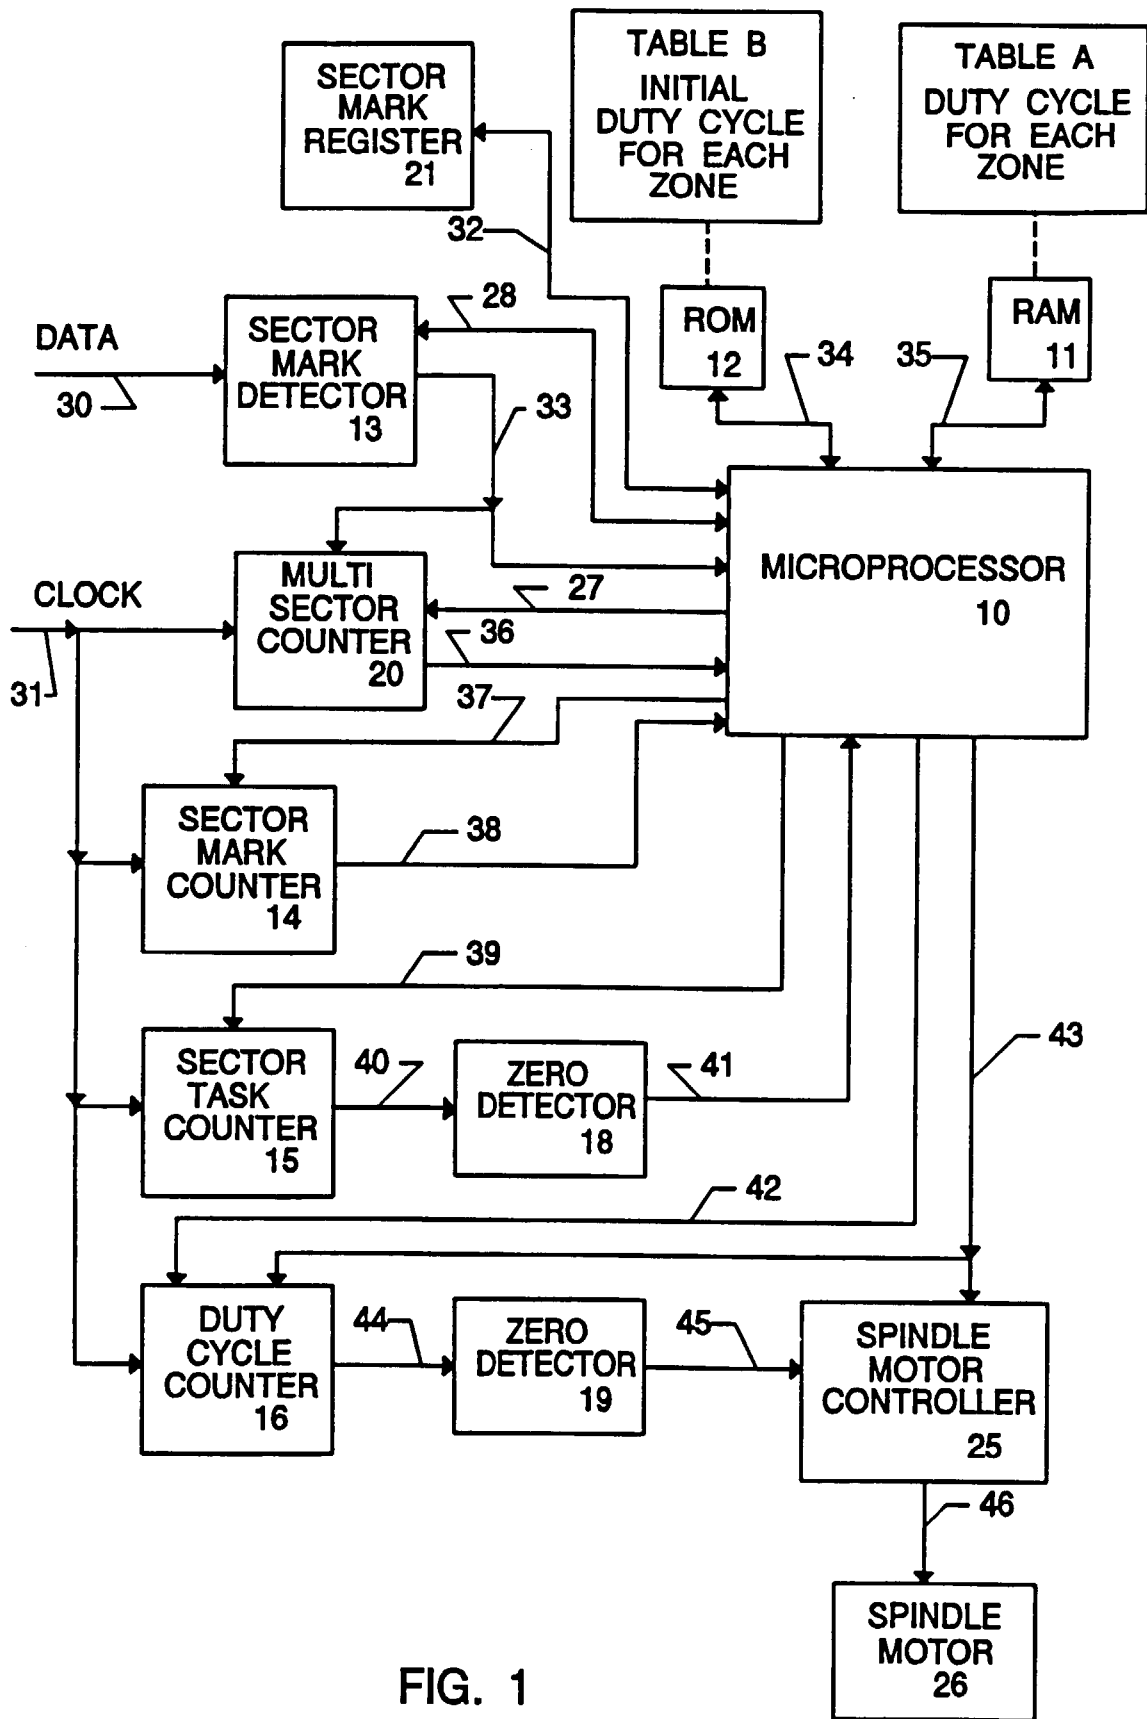 SECTOR
MARK
REGISTER
21
TABLE B
INITIAL
DUTY CYCLE
FOR EACH
ZONE
TABLE A
DUTY CYCLE
FOR EACH
ZONE
32
28
DATA
30
SECTOR
MARK
DETECTOR
13
33
ROM
12
34
35
RAM
11
CLOCK
31
MULTI
SECTOR
COUNTER
20
27
36
37
MICROPROCESSOR
10
SECTOR
MARK
COUNTER
14
38
39
SECTOR
TASK
COUNTER
15
40
ZERO
DETECTOR
18
41
43
42
DUTY
CYCLE
COUNTER
16
44
ZERO
DETECTOR
19
45
SPINDLE
MOTOR
CONTROLLER
25
46
SPINDLE
MOTOR
26
FIG. 1